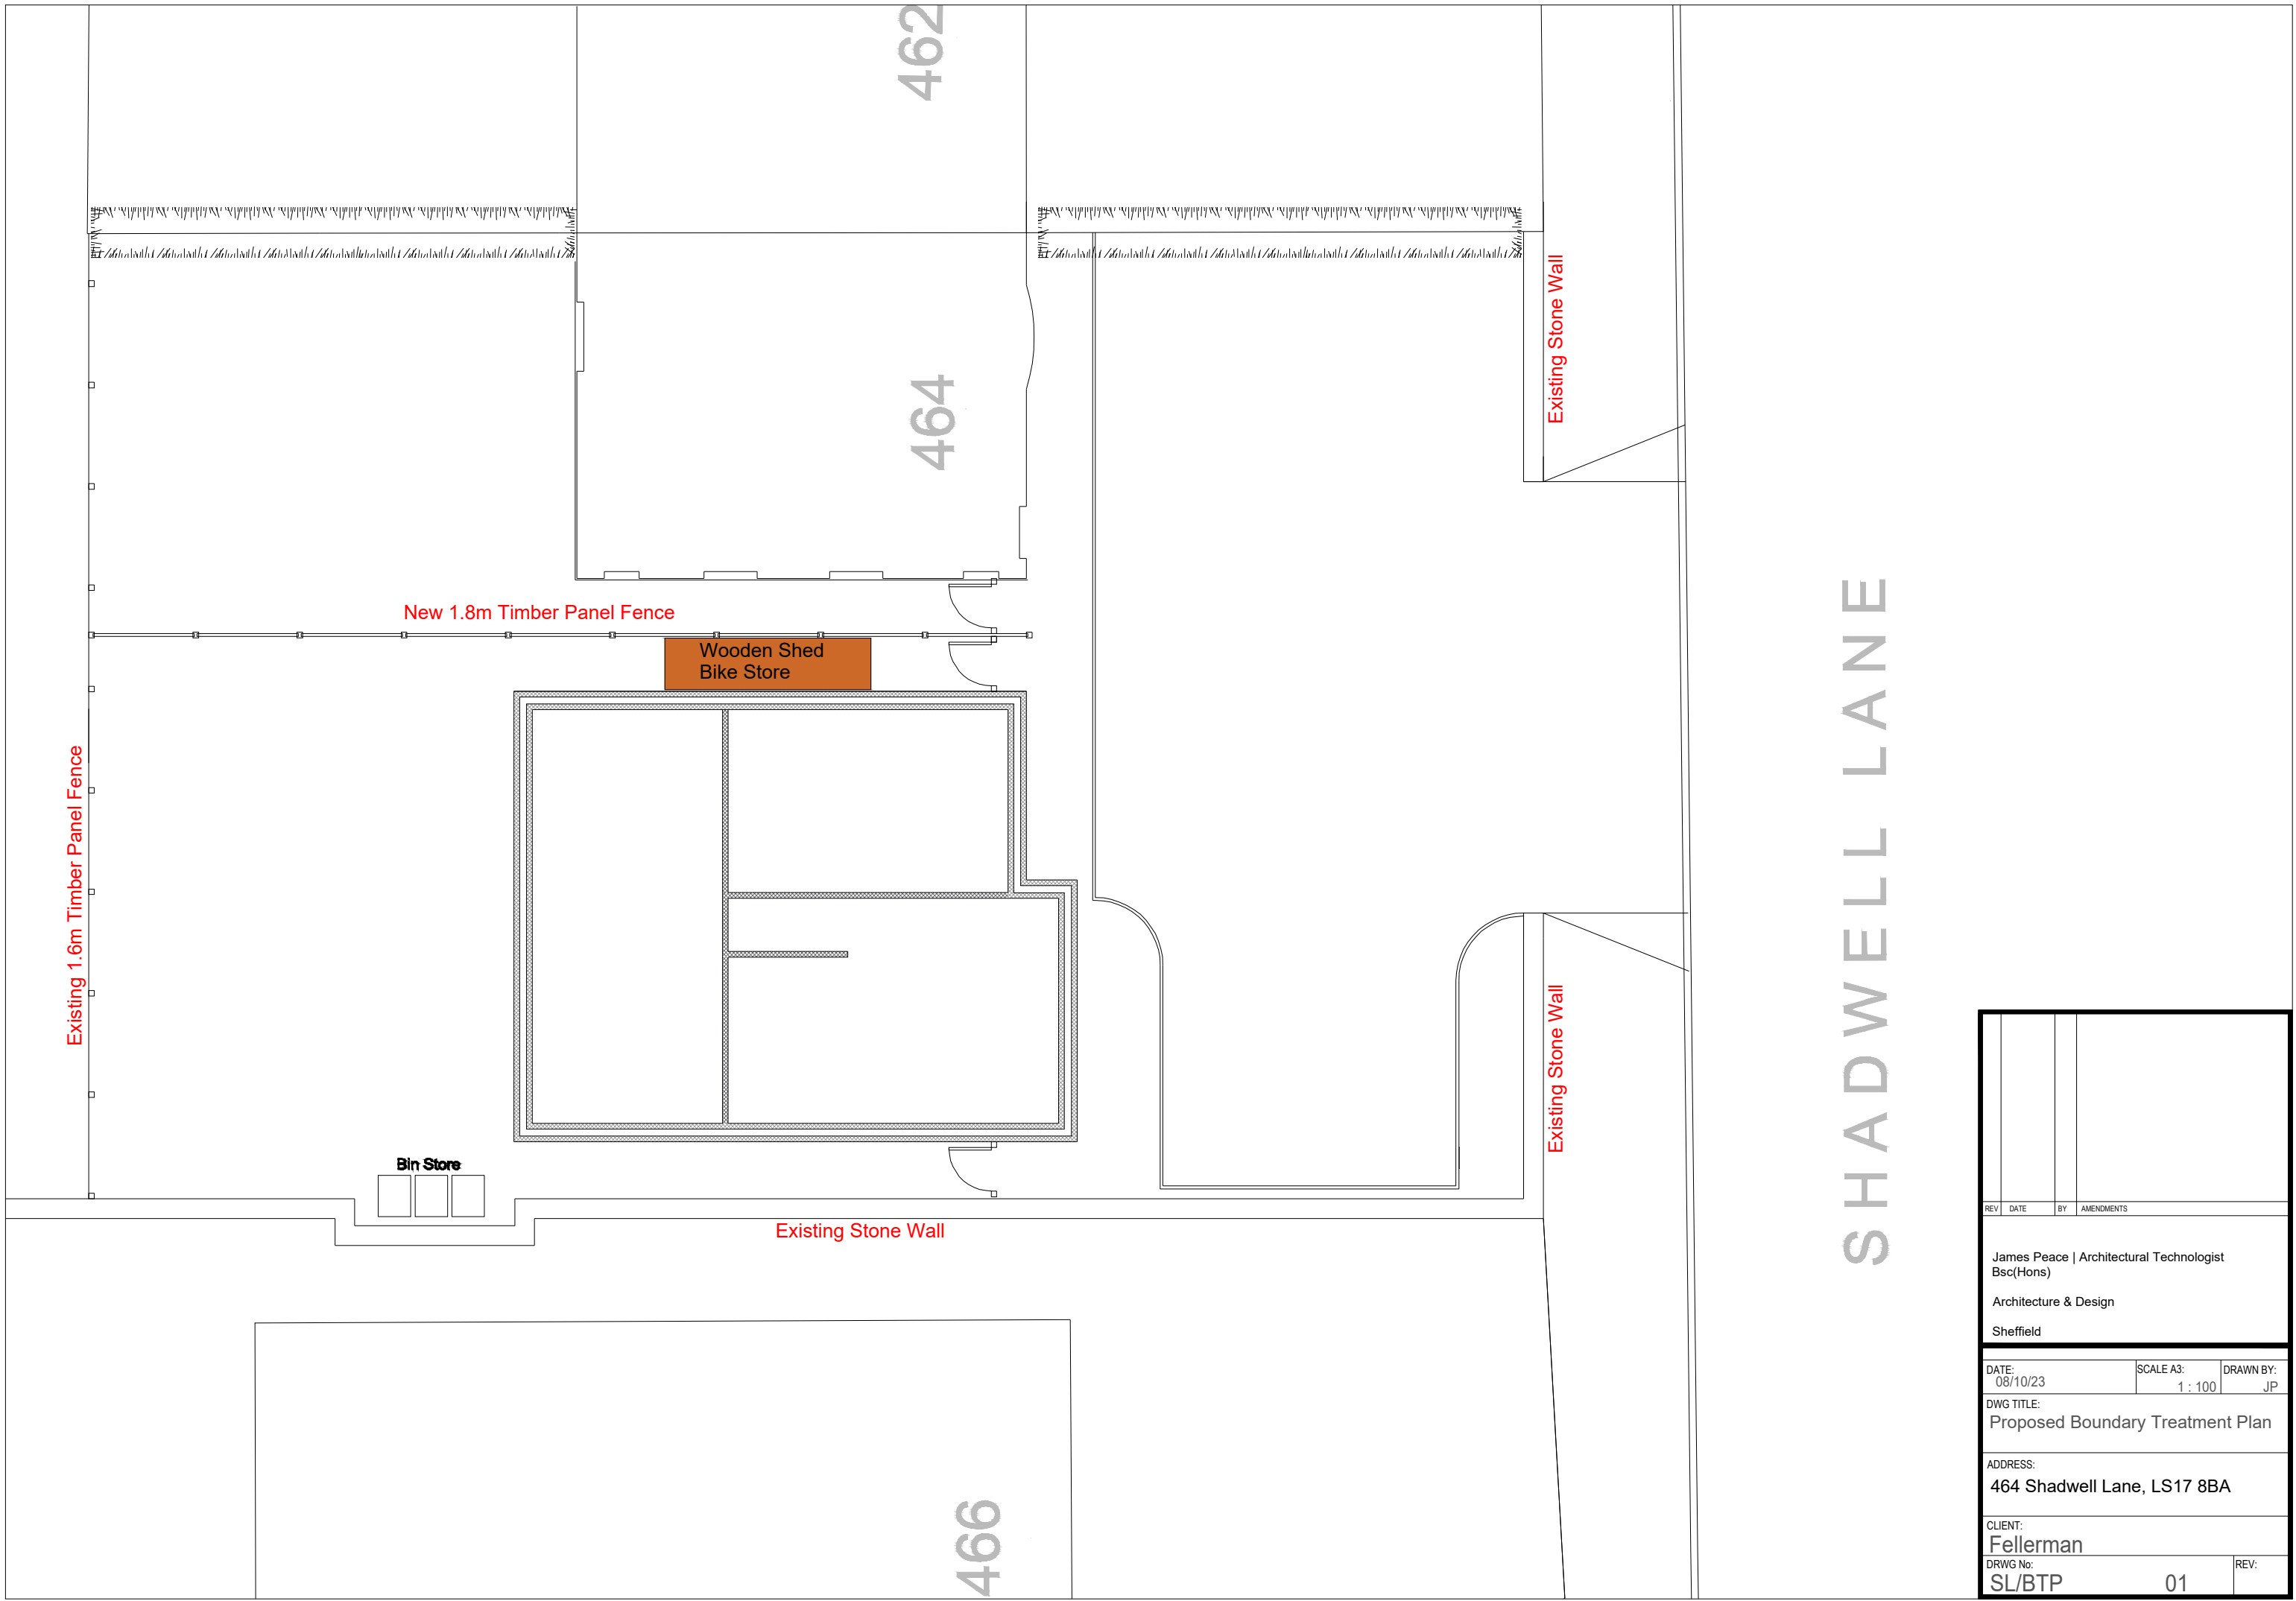 462
Existing Stone Wall
464
New 1.8m Timber Panel Fence
Wooden Shed
Bike Store
SHADWELL LANE
Existing 1.6m Timber Panel Fence
Existing Stone Wall
Bin Store
Existing Stone Wall
466
REV DATE BY AMENDMENTS
James Peace | Architectural Technologist
Bsc(Hons)
Architecture & Design
Sheffield
DATE: SCALE A3: DRAWN BY:
08/10/23 1 : 100 JP
DWG TITLE:
Proposed Boundary Treatment Plan
ADDRESS:
464 Shadwell Lane, LS17 8BA
CLIENT:
Fellerman
DRWG No: REV:
SL/BTP 01